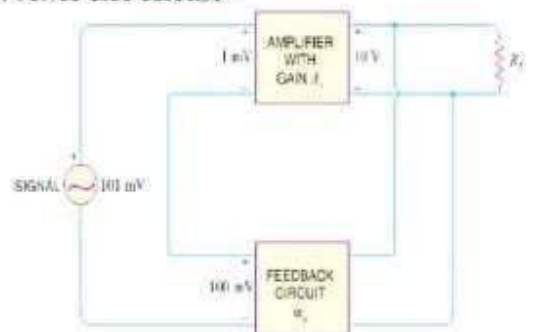 AMPLIFIER
WITH
GAIN A
1 mV
10 V
SIGNAL
101 mV
100 mV
FEEDBACK
CIRCUIT